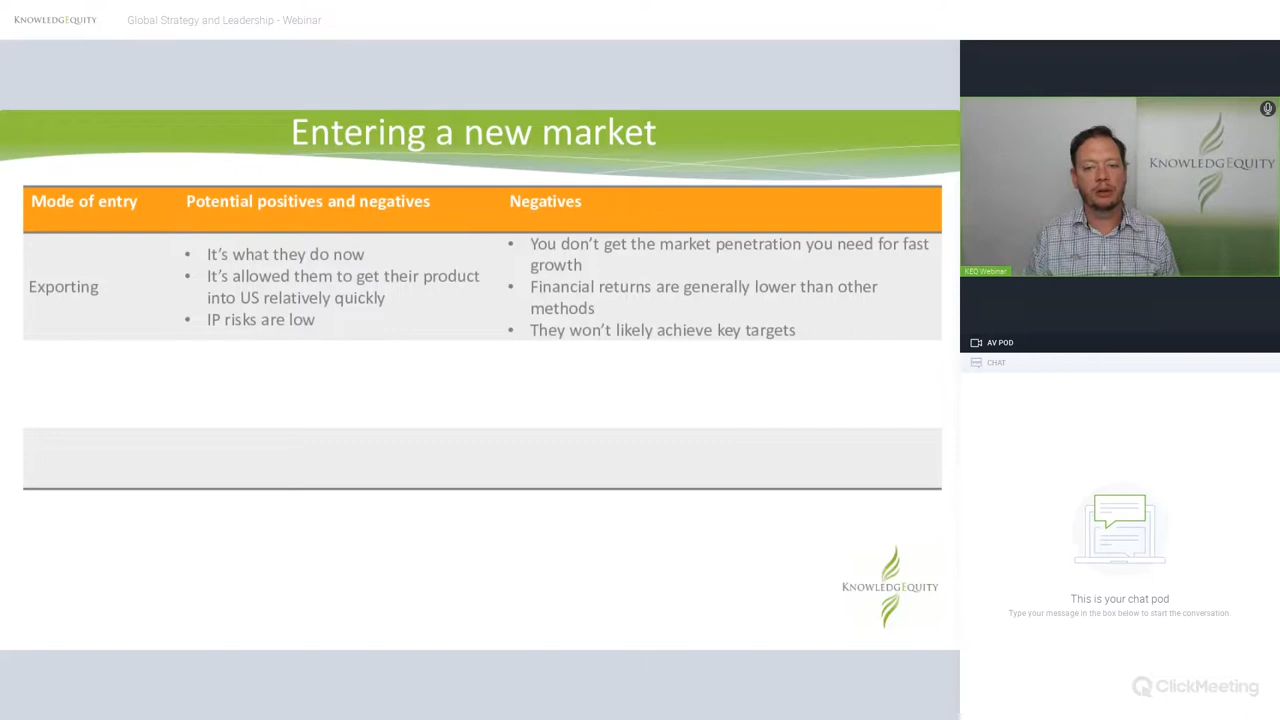 KNOWLEDGEQUITY
Global Strategy and Leadership - Webinar
Entering a new market
Mode of entry
Potential positives and negatives
Negatives
Exporting
• It's what they do now
• It's allowed them to get their product
into US relatively quickly
• IP risks are low
• You don't get the market penetration you need for fast
growth
• Financial returns are generally lower than other
methods
• They won't likely achieve key targets
KNOWLEDGEQUITY
KNOWLEDGEQUITY
KEQ Webinar
AV POD
CHAT
This is your chat pod
Type your message in the box below to start the conversation.
ClickMeeting